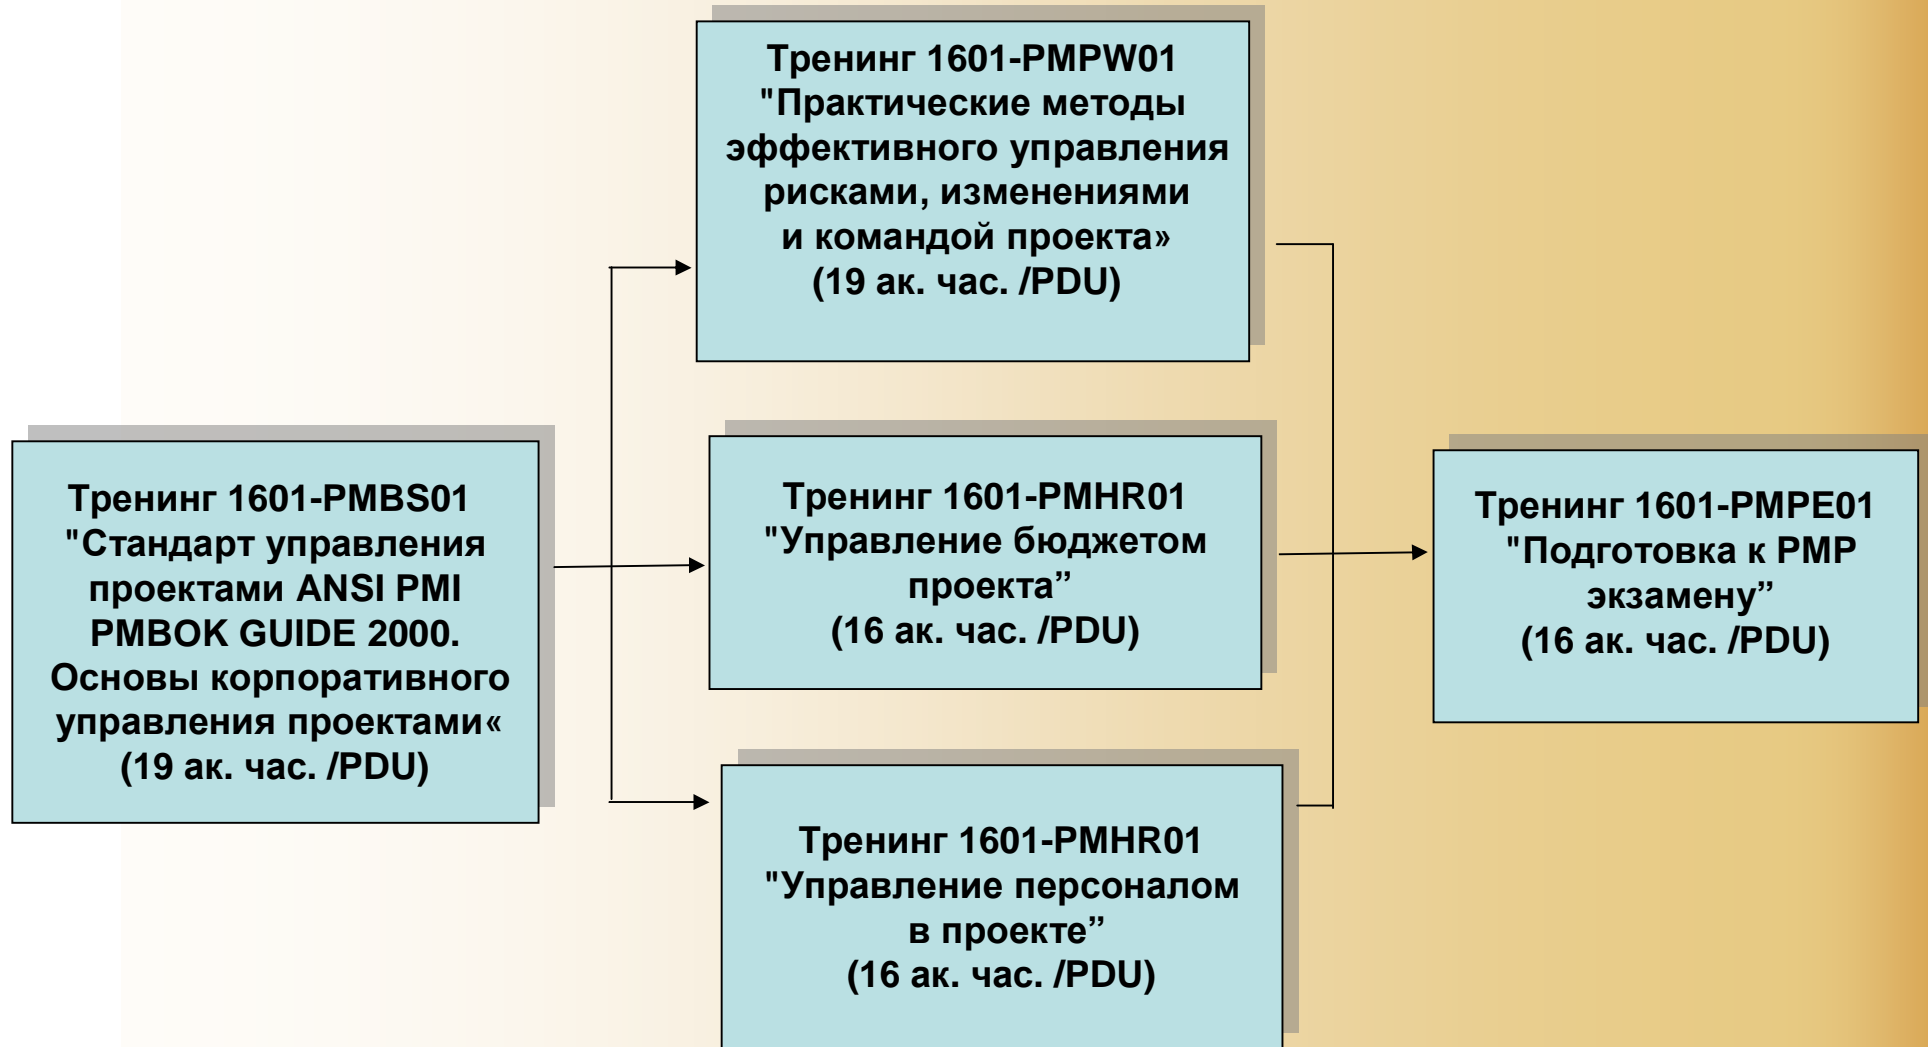 Тренинг 1601-PMPW01
"Практические методы
эффективного управления
рисками, изменениями
и командой проекта»
(19 ак. час. /PDU)
Тренинг 1601-PMBS01
"Стандарт управления
проектами ANSI PMI
PMBOK GUIDE 2000.
Основы корпоративного
управления проектами«
(19 ак. час. /PDU)
Тренинг 1601-PMHR01
"Управление бюджетом
проекта”
(16 ак. час. /PDU)
Тренинг 1601-PMHR01
"Управление персоналом
в проекте”
(16 ак. час. /PDU)
Тренинг 1601-PMPE01
"Подготовка к PMP
экзамену”
(16 ак. час. /PDU)